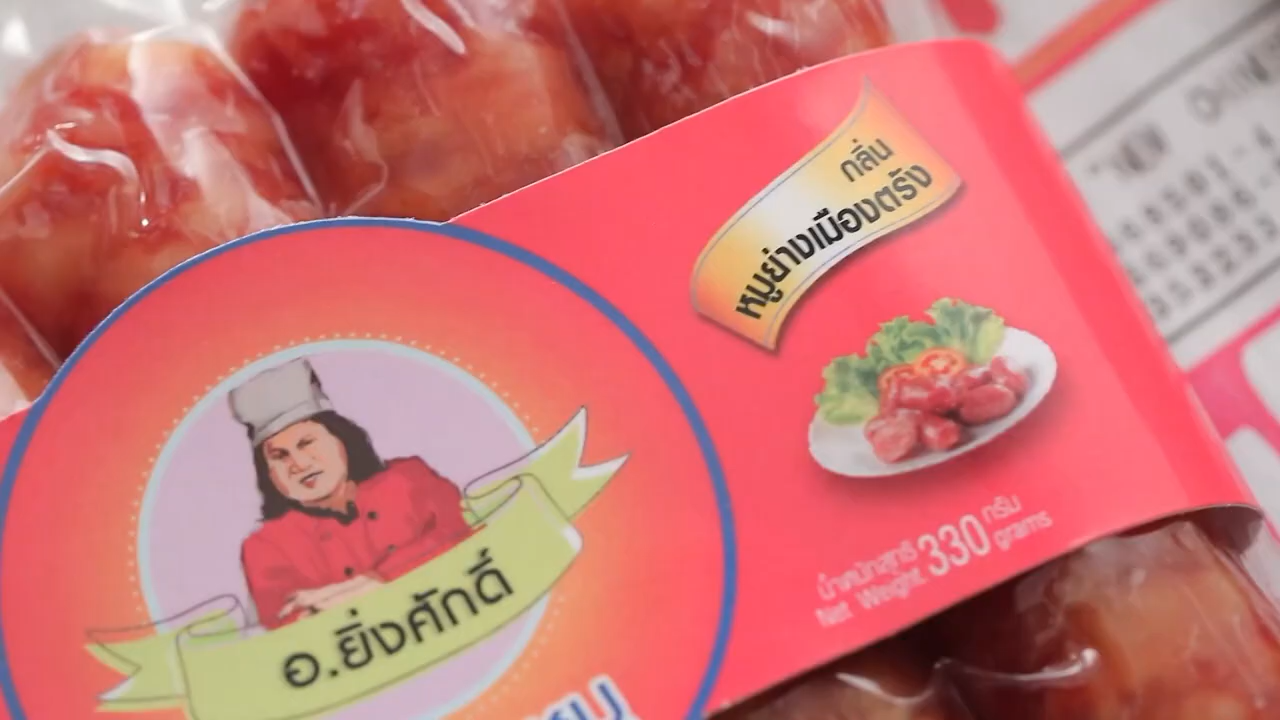 กลิ่น
หมูย่างเมืองตรัง
น้ำหนักสุทธิ 330 กรัม
Net Weight grams
อ.ยิ่งศักดิ์